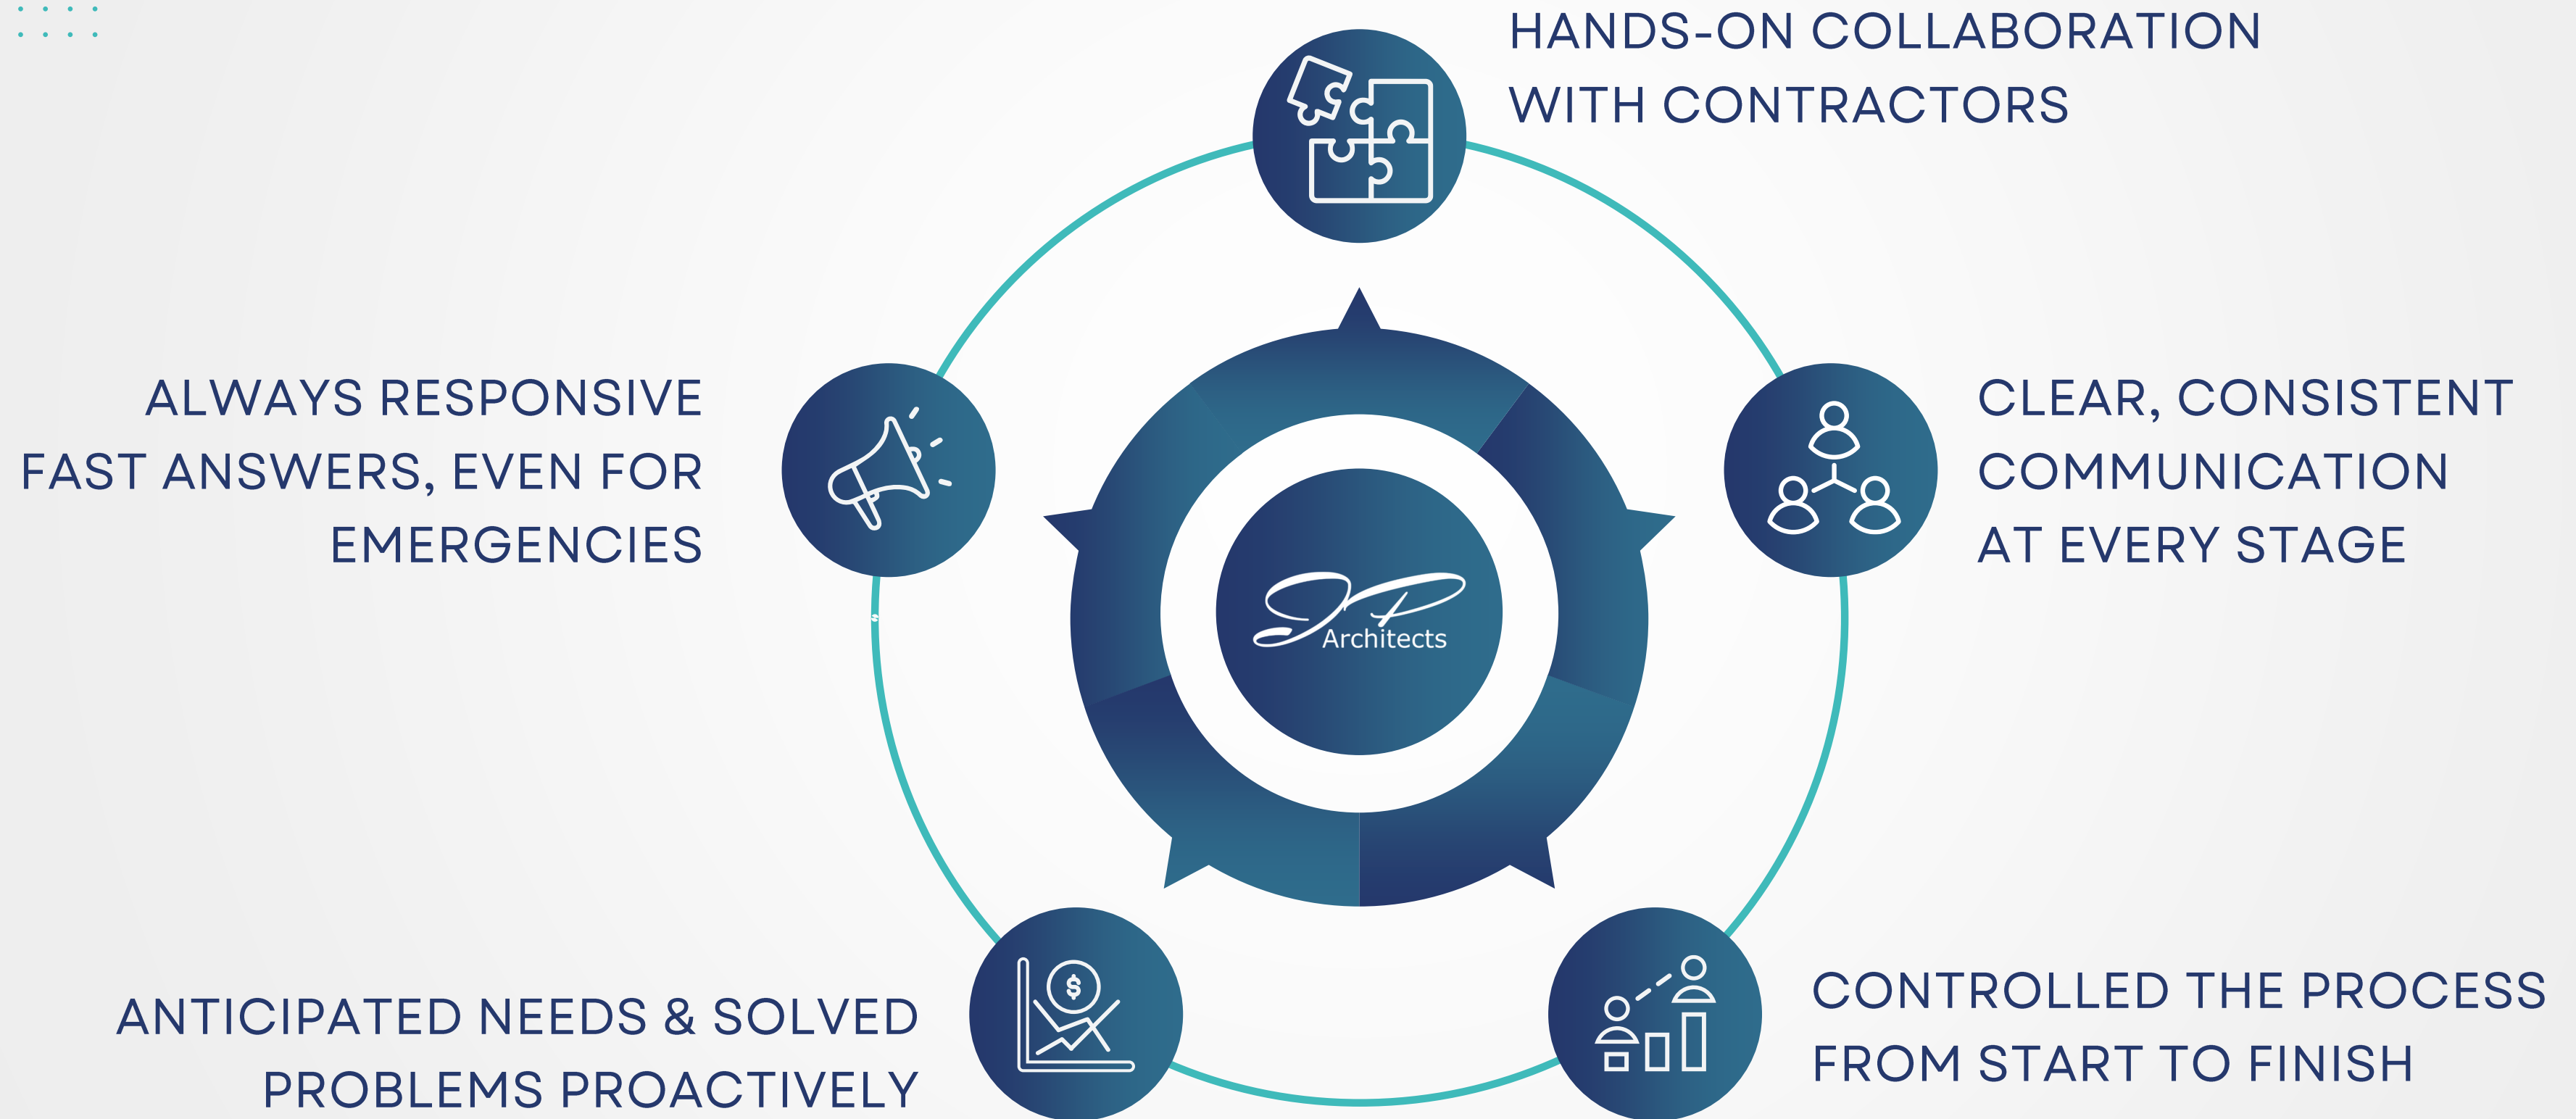 HANDS-ON COLLABORATION
WITH CONTRACTORS
CLEAR, CONSISTENT
COMMUNICATION
AT EVERY STAGE
CONTROLLED THE PROCESS
FROM START TO FINISH
ANTICIPATED NEEDS & SOLVED
PROBLEMS PROACTIVELY
$
ALWAYS RESPONSIVE
FAST ANSWERS, EVEN FOR
EMERGENCIES
JP
Architects